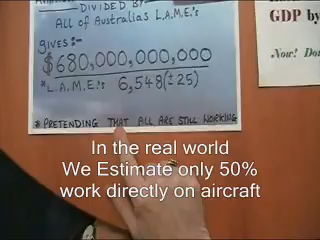 DIVIDED BY
All of Australias L.A.M.E.'s
GIVES:-
$680,000,000,000
*L.A.M.E.'s 6,548 (±25)
* PRETENDING THAT ALL ARE STILL WORKING
GDP by
Now! Don
In the real world
We Estimate only 50%
work directly on aircraft